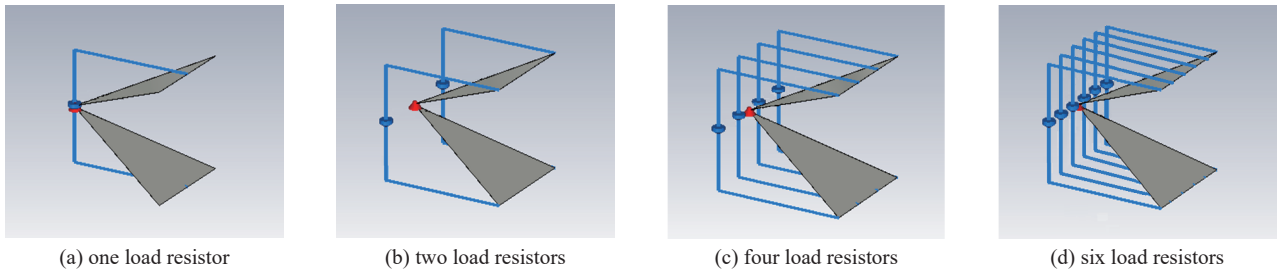 (a) one load resistor
(b) two load resistors
(c) four load resistors
(d) six load resistors